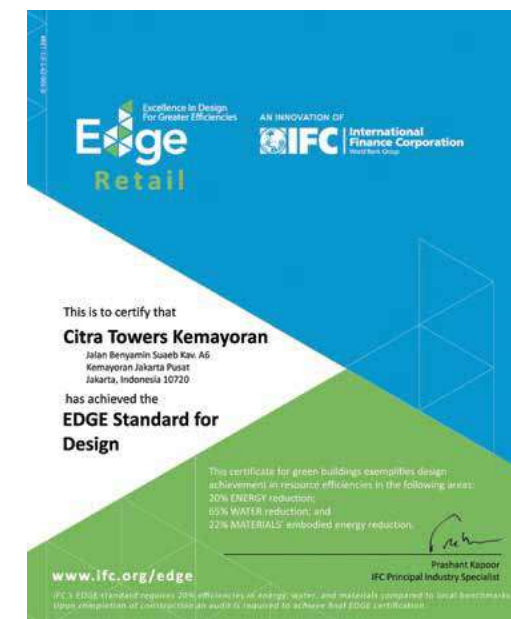 Edge
Excellence in Design
For Greater Efficiencies
Retail
AN INNOVATION OF
IFC
International
Finance Corporation
World Bank Group
This is to certify that
Citra Towers Kemayoran
Jalan Benyamin Suaeb Kav. A6
Kemayoran Jakarta Pusat
Jakarta, Indonesia 10720
has achieved the
EDGE Standard for
Design
This certificate for green buildings exemplifies design
achievement in resource efficiencies in the following areas:
20% ENERGY reduction;
65% WATER reduction; and
22% MATERIALS' embodied energy reduction.
Prashant Kapoor
IFC Principal Industry Specialist
www.ifc.org/edge
IFC's EDGE standard requires 20% efficiencies in energy, water, and materials compared to local benchmarks.
Upon completion of construction an audit is required to achieve final EDGE certification.